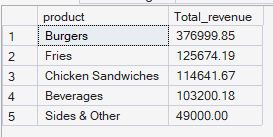 product Total_revenue
1 Burgers 376999.85
2 Fries 125674.19
3 Chicken Sandwiches 114641.67
4 Beverages 103200.18
5 Sides & Other 49000.00